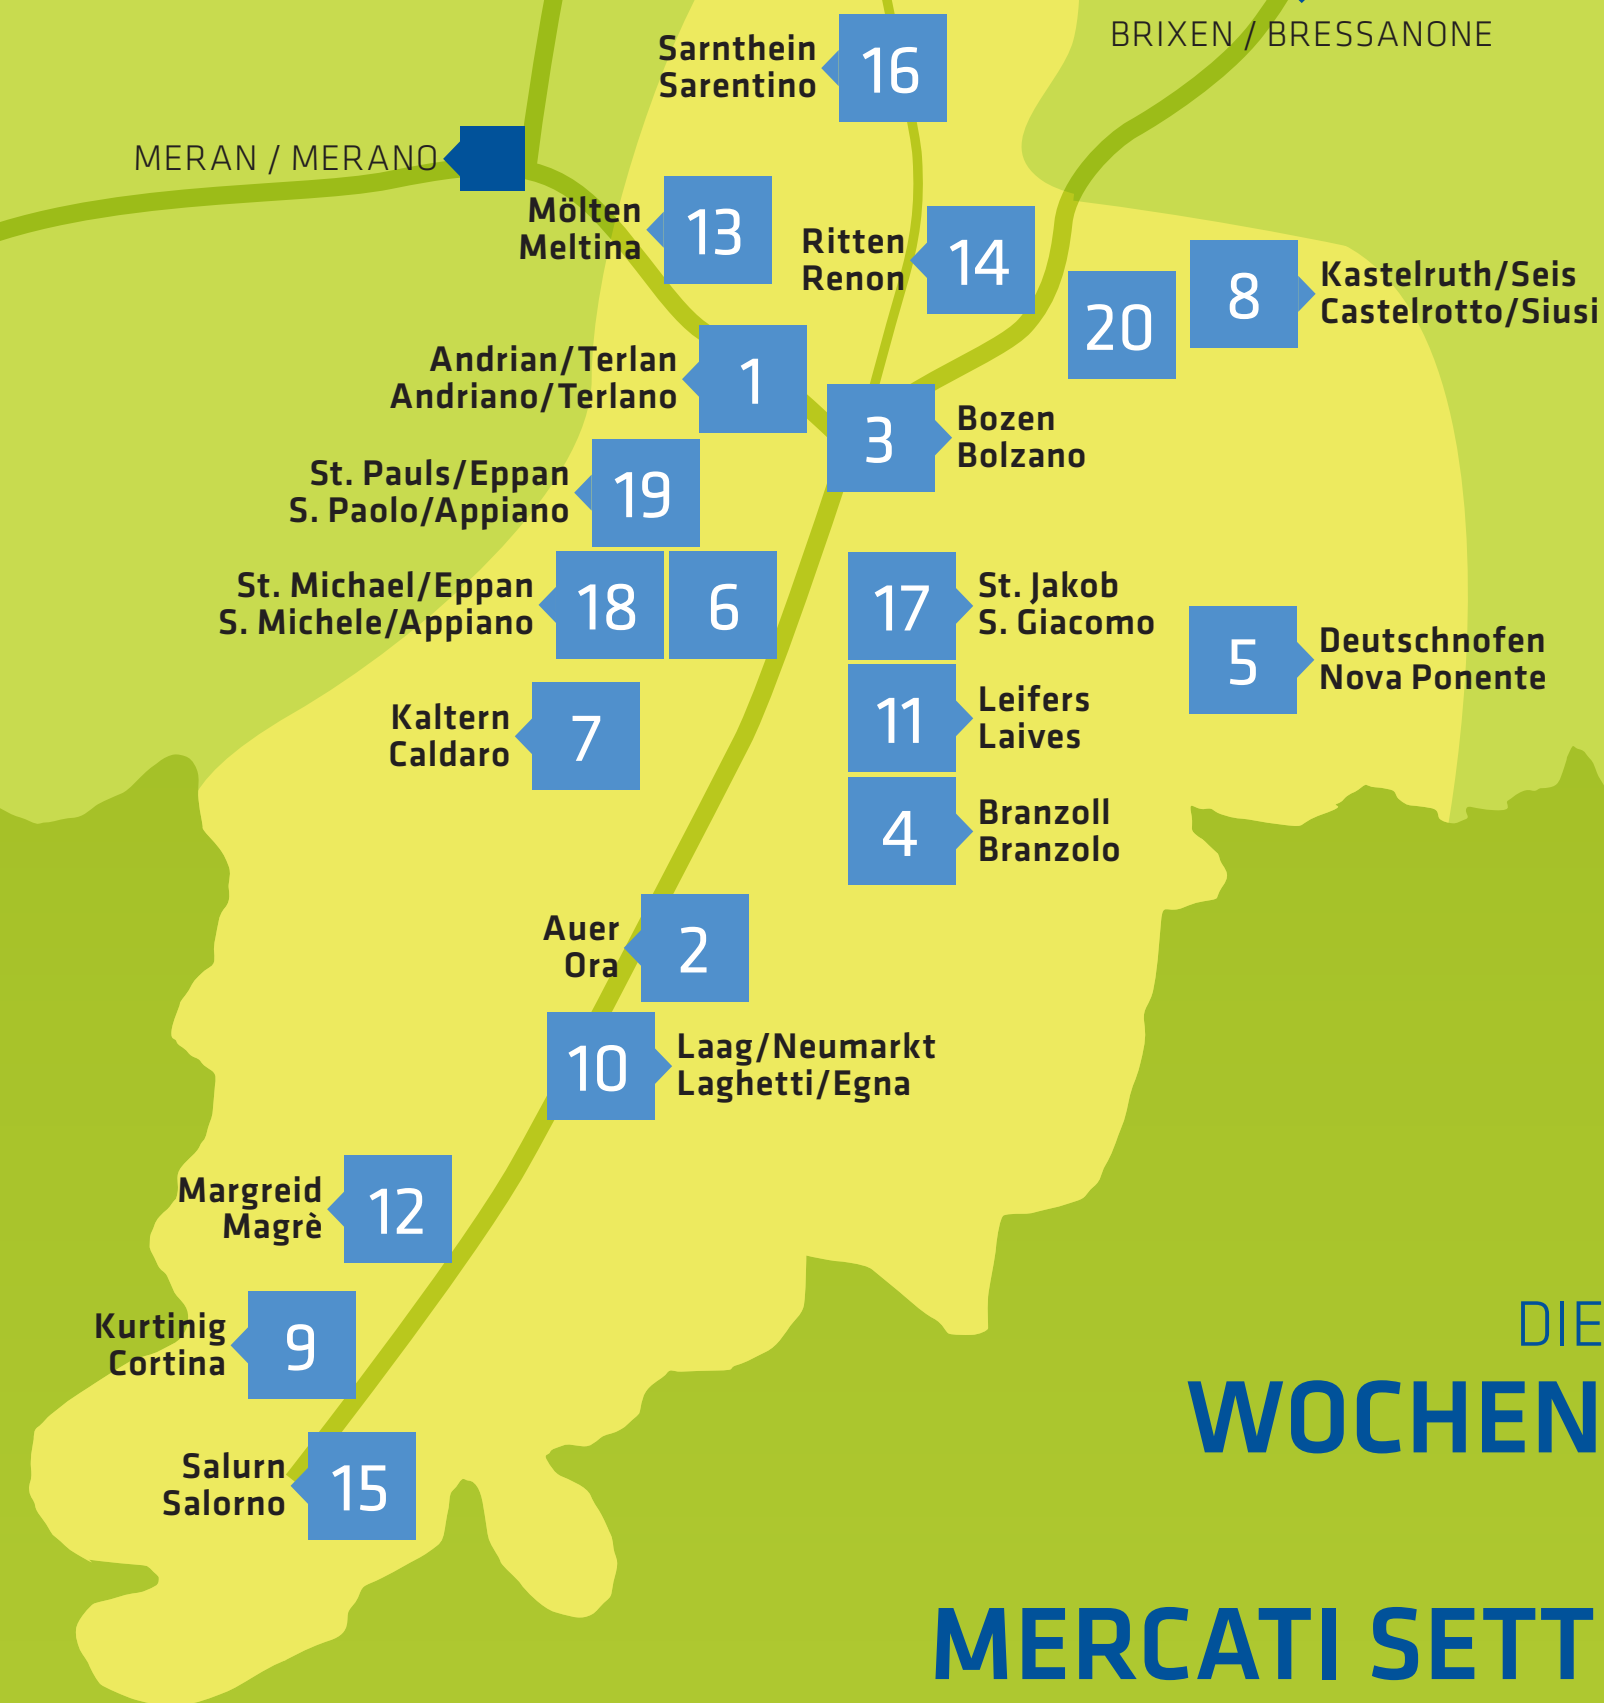 BRIXEN / BRESSANONE
Sarnthein
Sarentino
16
MERAN / MERANO
Mölten
Meltina
13
Ritten
Renon
14
20
8
Kastelruth/Seis
Castelrotto/Siusi
Andrian/Terlan
Andriano/Terlano
1
3
Bozen
Bolzano
St. Pauls/Eppan
S. Paolo/Appiano
19
St. Michael/Eppan
S. Michele/Appiano
18
6
17
St. Jakob
S. Giacomo
5
Deutschnofen
Nova Ponente
Kaltern
Caldaro
7
11
Leifers
Laives
4
Branzoll
Branzolo
Auer
Ora
2
10
Laag/Neumarkt
Laghetti/Egna
Margreid
Magrè
12
Kurtinig
Cortina
9
Salurn
Salorno
15
DIE
WOCHEN
MERCATI SETT